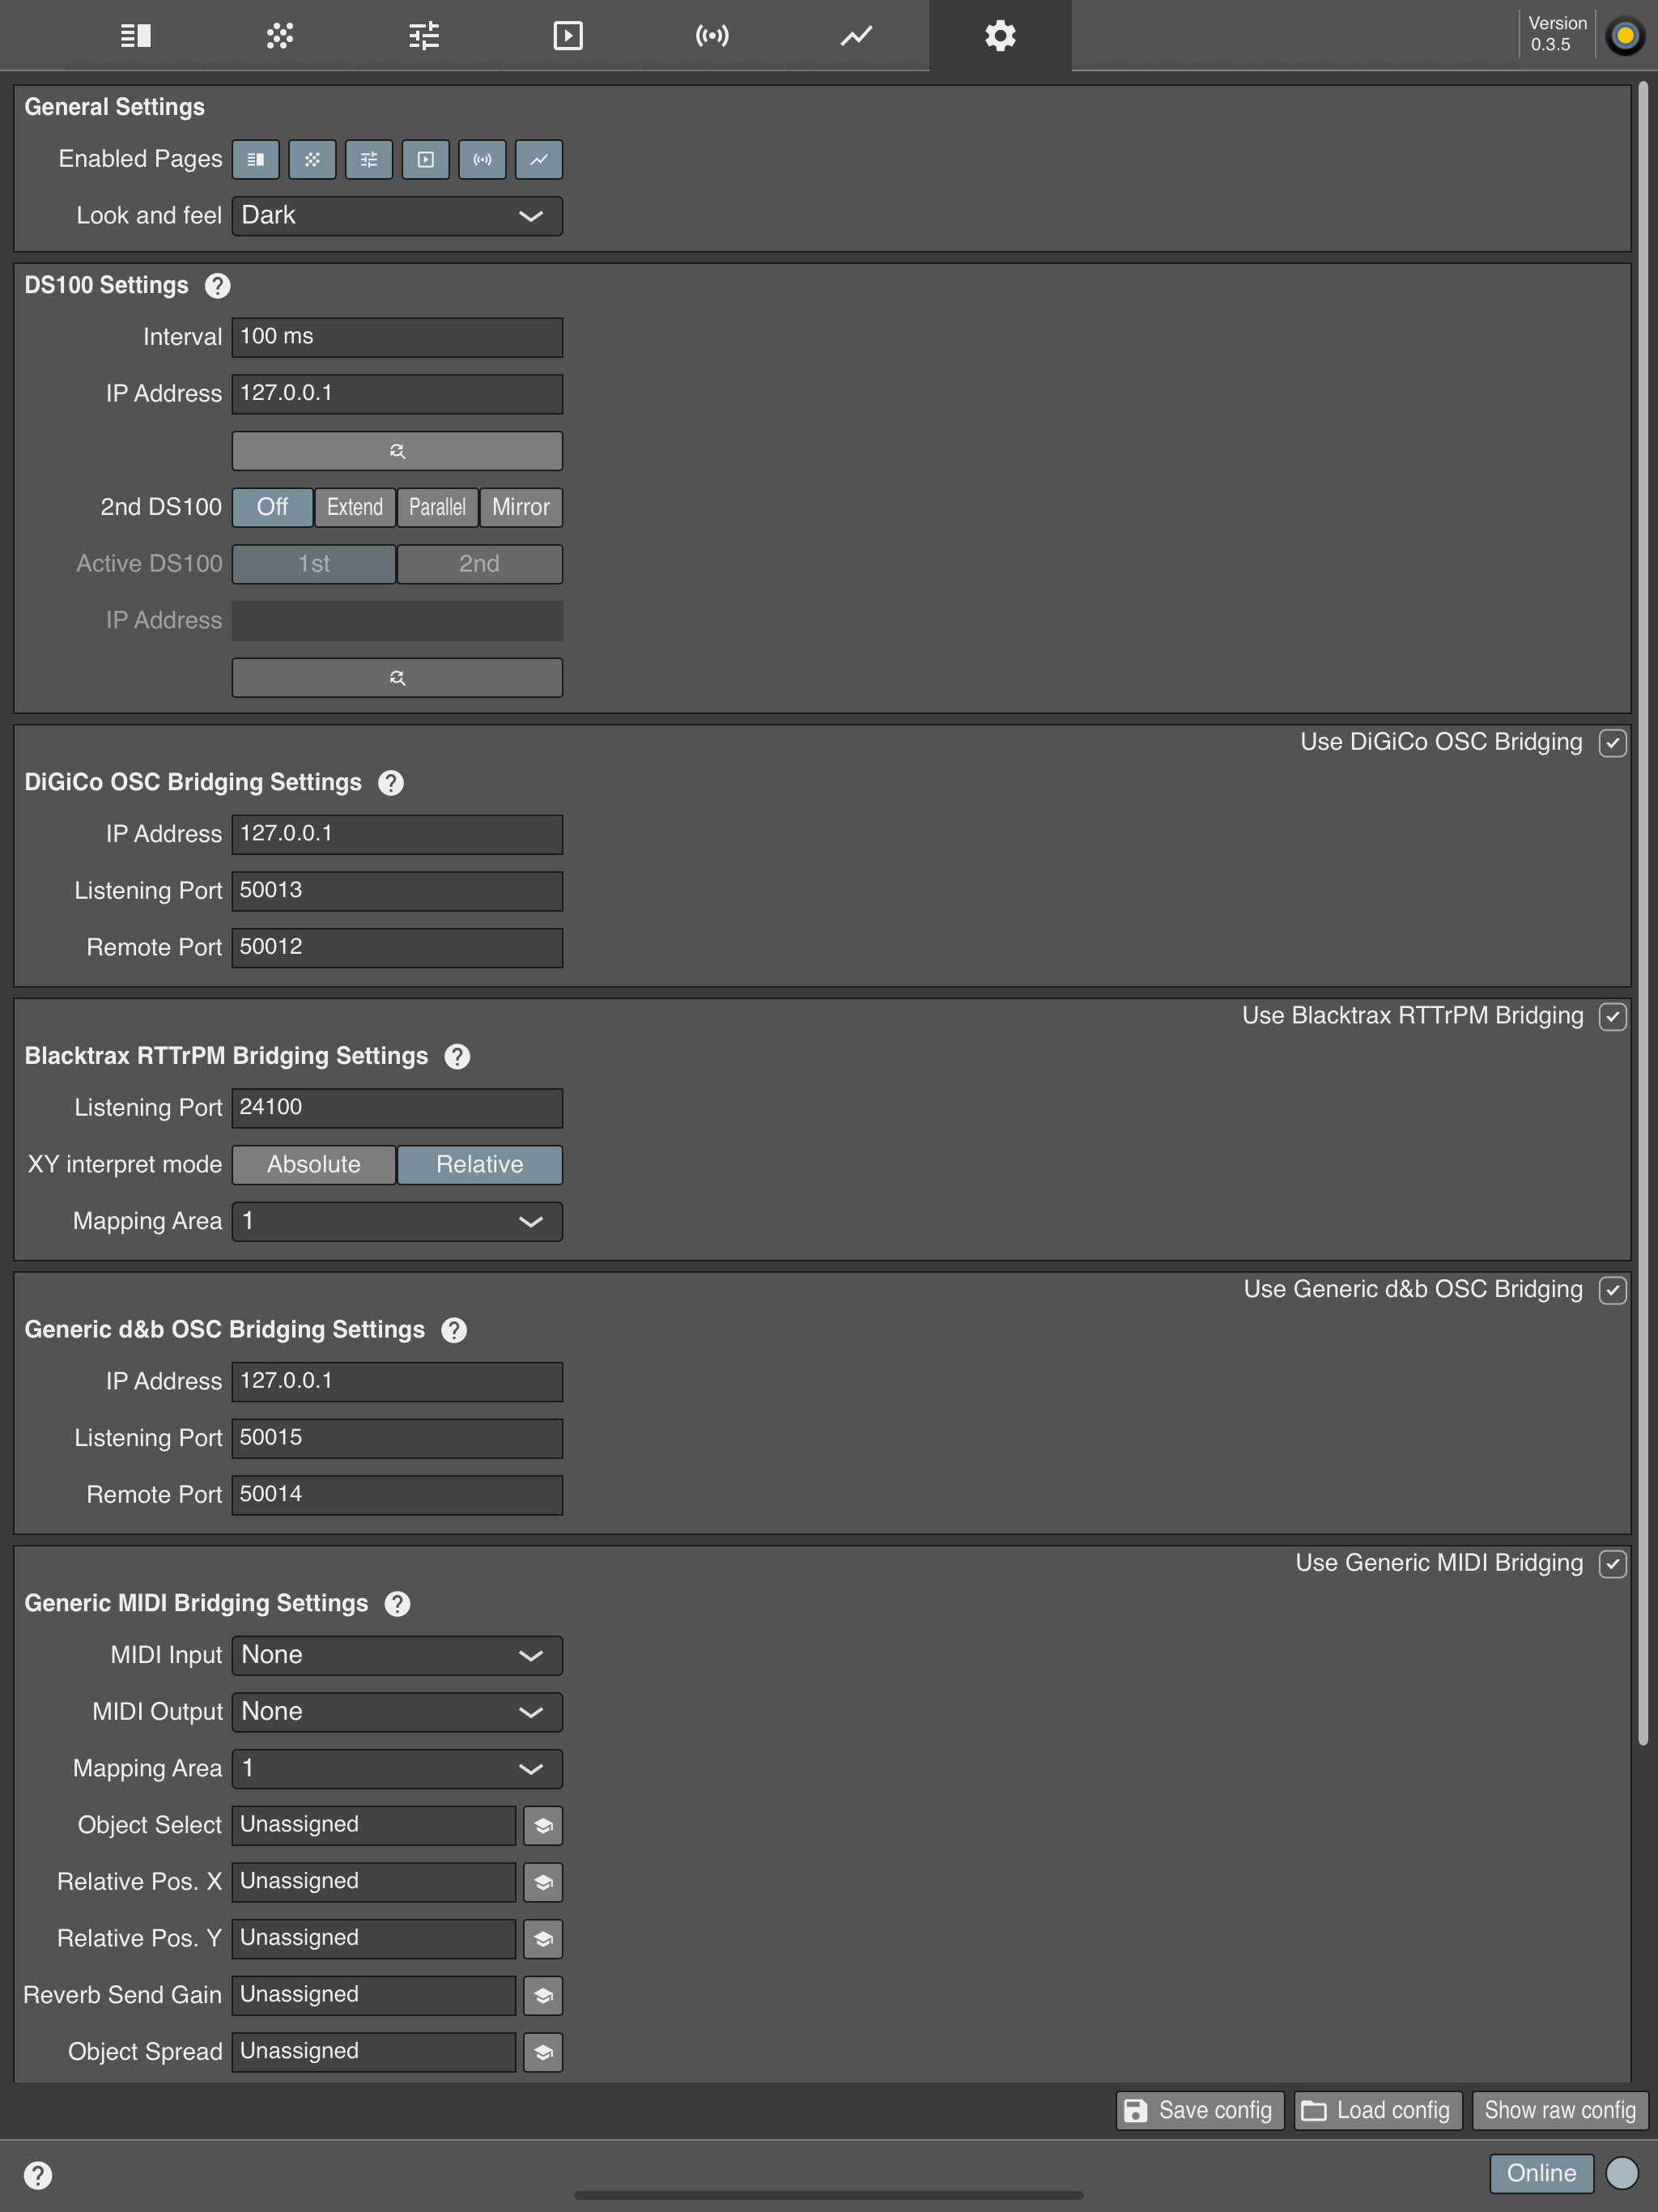 Version
0.3.5
General Settings
Enabled Pages
Look and feel Dark
DS100 Settings ?
Interval 100 ms
IP Address 127.0.0.1
2nd DS100 Off Extend Parallel Mirror
Active DS100 1st 2nd
IP Address
Use DiGiCo OSC Bridging
DiGiCo OSC Bridging Settings ?
IP Address 127.0.0.1
Listening Port 50013
Remote Port 50012
Use Blacktrax RTTrPM Bridging
Blacktrax RTTrPM Bridging Settings ?
Listening Port 24100
XY interpret mode Absolute Relative
Mapping Area 1
Use Generic d&b OSC Bridging
Generic d&b OSC Bridging Settings ?
IP Address 127.0.0.1
Listening Port 50015
Remote Port 50014
Use Generic MIDI Bridging
Generic MIDI Bridging Settings ?
MIDI Input None
MIDI Output None
Mapping Area 1
Object Select Unassigned
Relative Pos. X Unassigned
Relative Pos. Y Unassigned
Reverb Send Gain Unassigned
Object Spread Unassigned
Save config Load config Show raw config
? Online